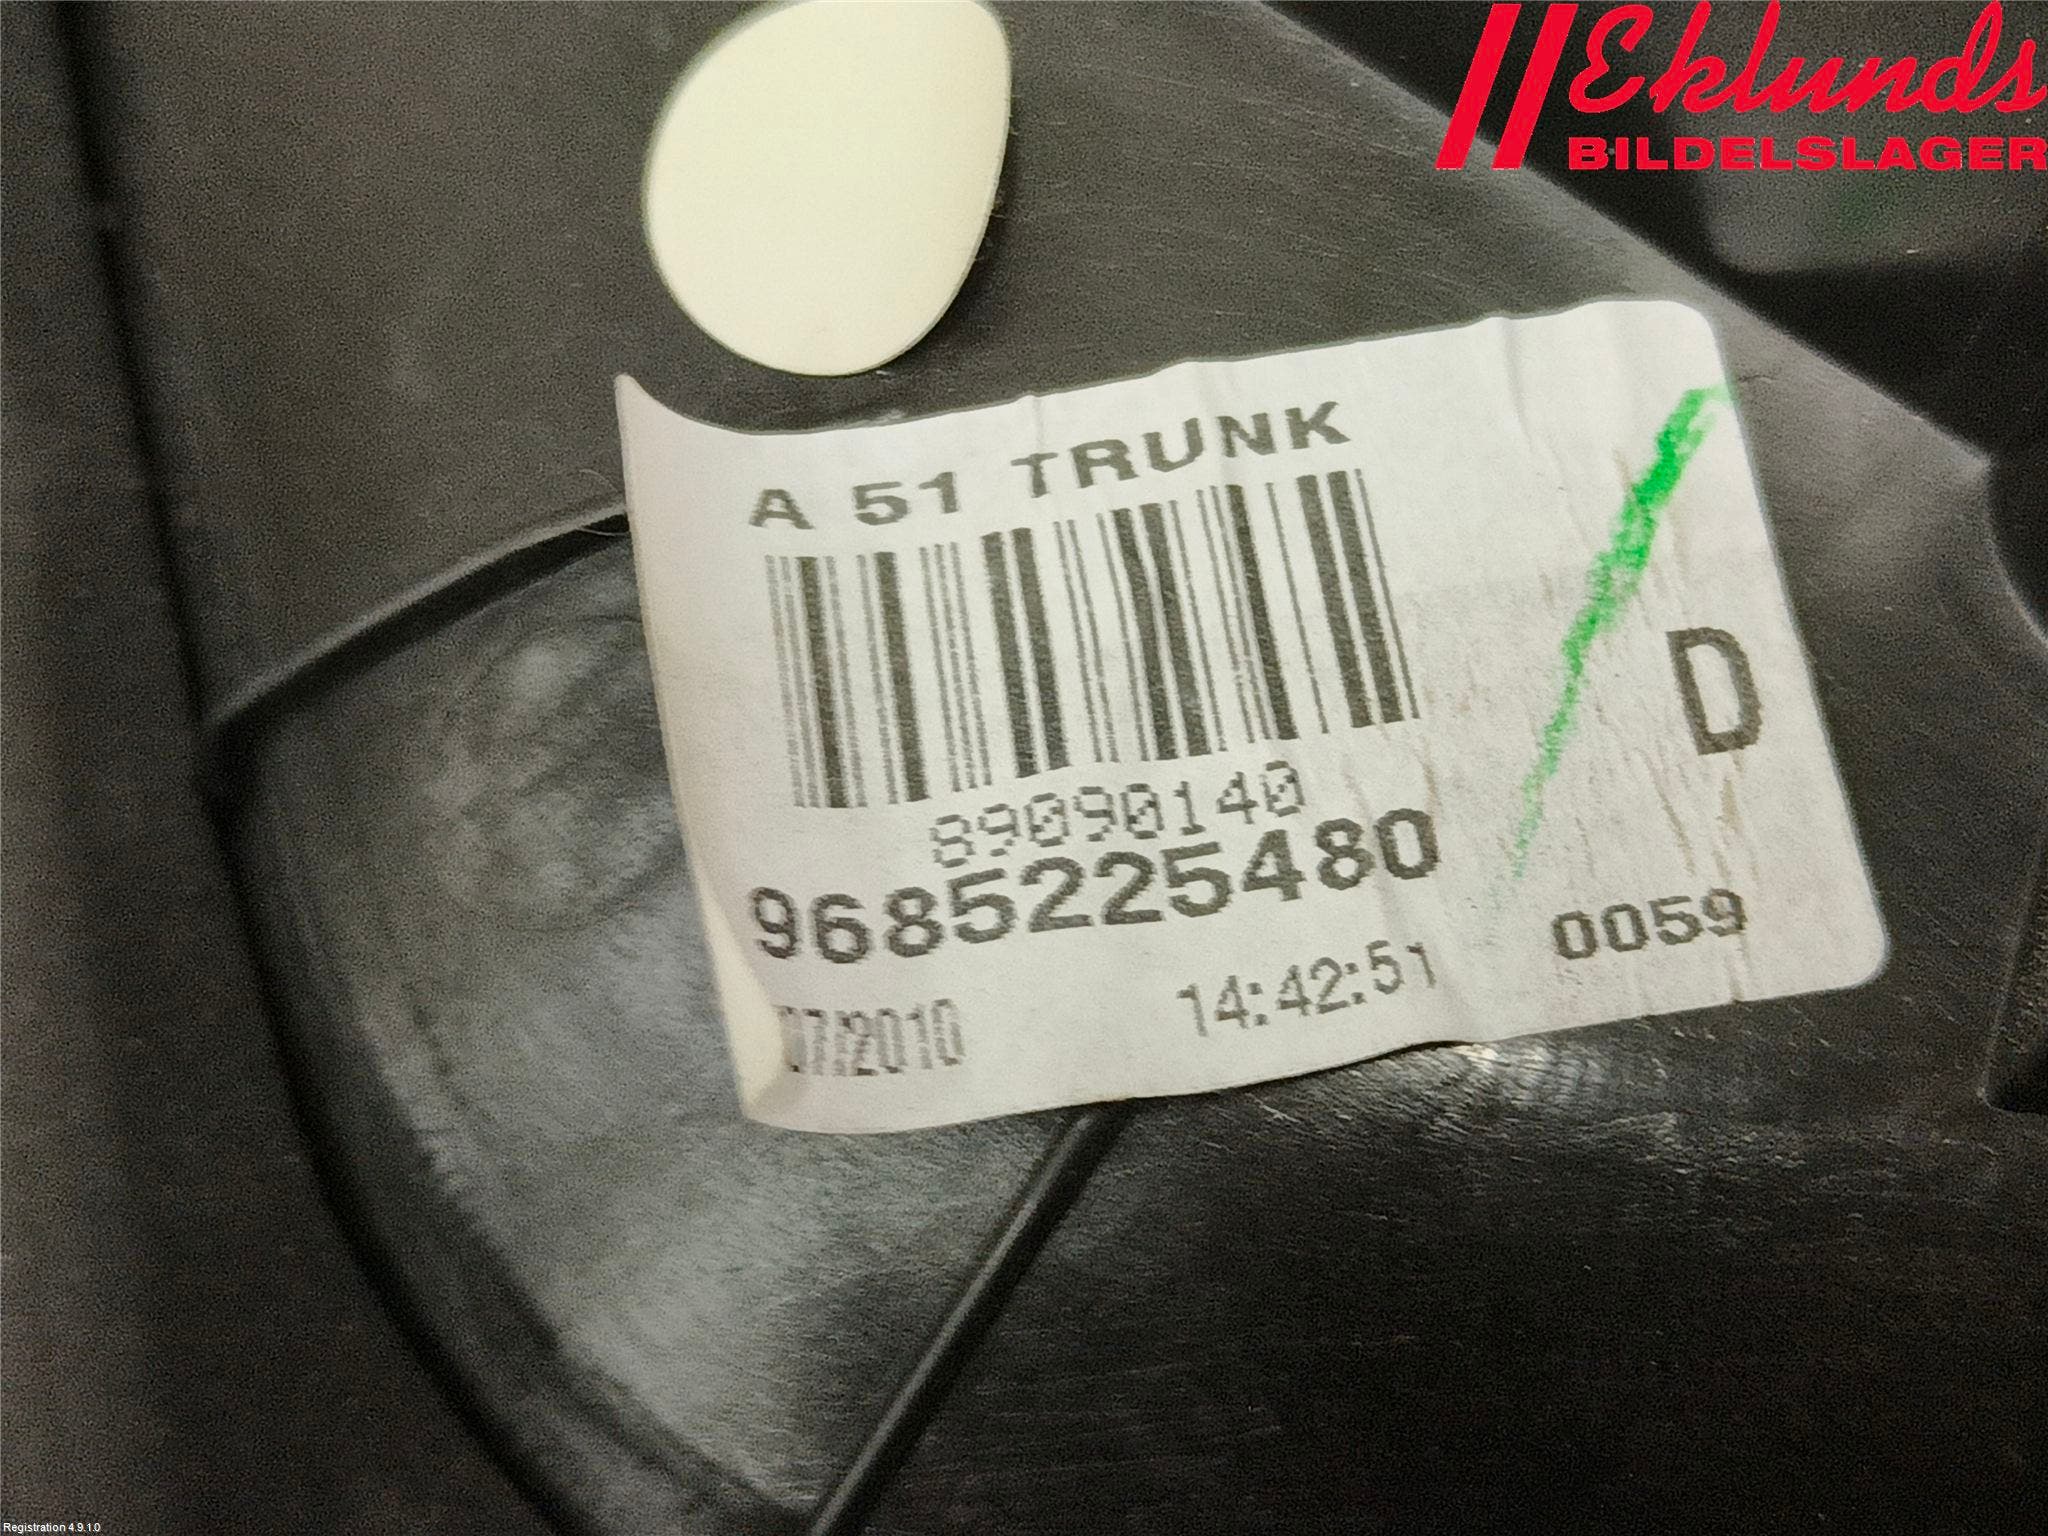 Eklunds
BILDELSLAGER
A 51 TRUNK
89090140
D
9685225480
0059
07/2010
14:42:51
Registration 4.9.1.0